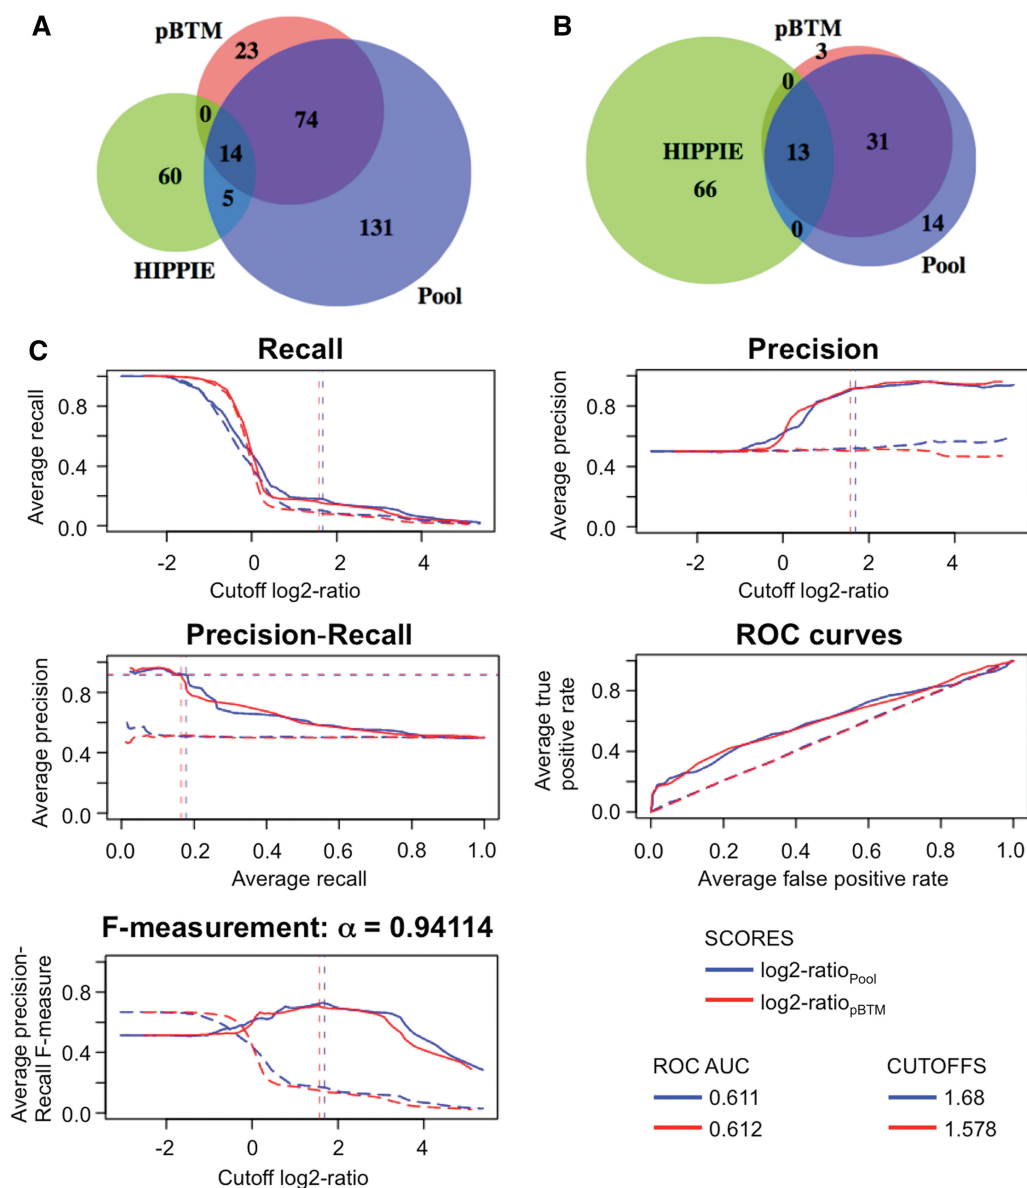 A
pBTM
23
0
74
14
60
5
131
HIPPIE
Pool
B
pBTM
3
0
HIPPIE
13
31
66
0
14
Pool
C
Recall
Average recall
0.8
0.4
0.0
-2
0
2
4
Cutoff log2-ratio
Precision
Average precision
0.8
0.4
0.0
-2
0
2
4
Cutoff log2-ratio
Precision-Recall
Average precision
0.8
0.4
0.0
0.0
0.2
0.4
0.6
0.8
1.0
Average recall
ROC curves
Average true
positive rate
0.8
0.4
0.0
0.0
0.2
0.4
0.6
0.8
1.0
Average false positive rate
F-measurement: α = 0.94114
Average precision-
Recall F-measure
0.8
0.4
0.0
-2
0
2
4
Cutoff log2-ratio
SCORES
log2-ratioPool
log2-ratiopBTM
ROC AUC
0.611
0.612
CUTOFFS
1.68
1.578